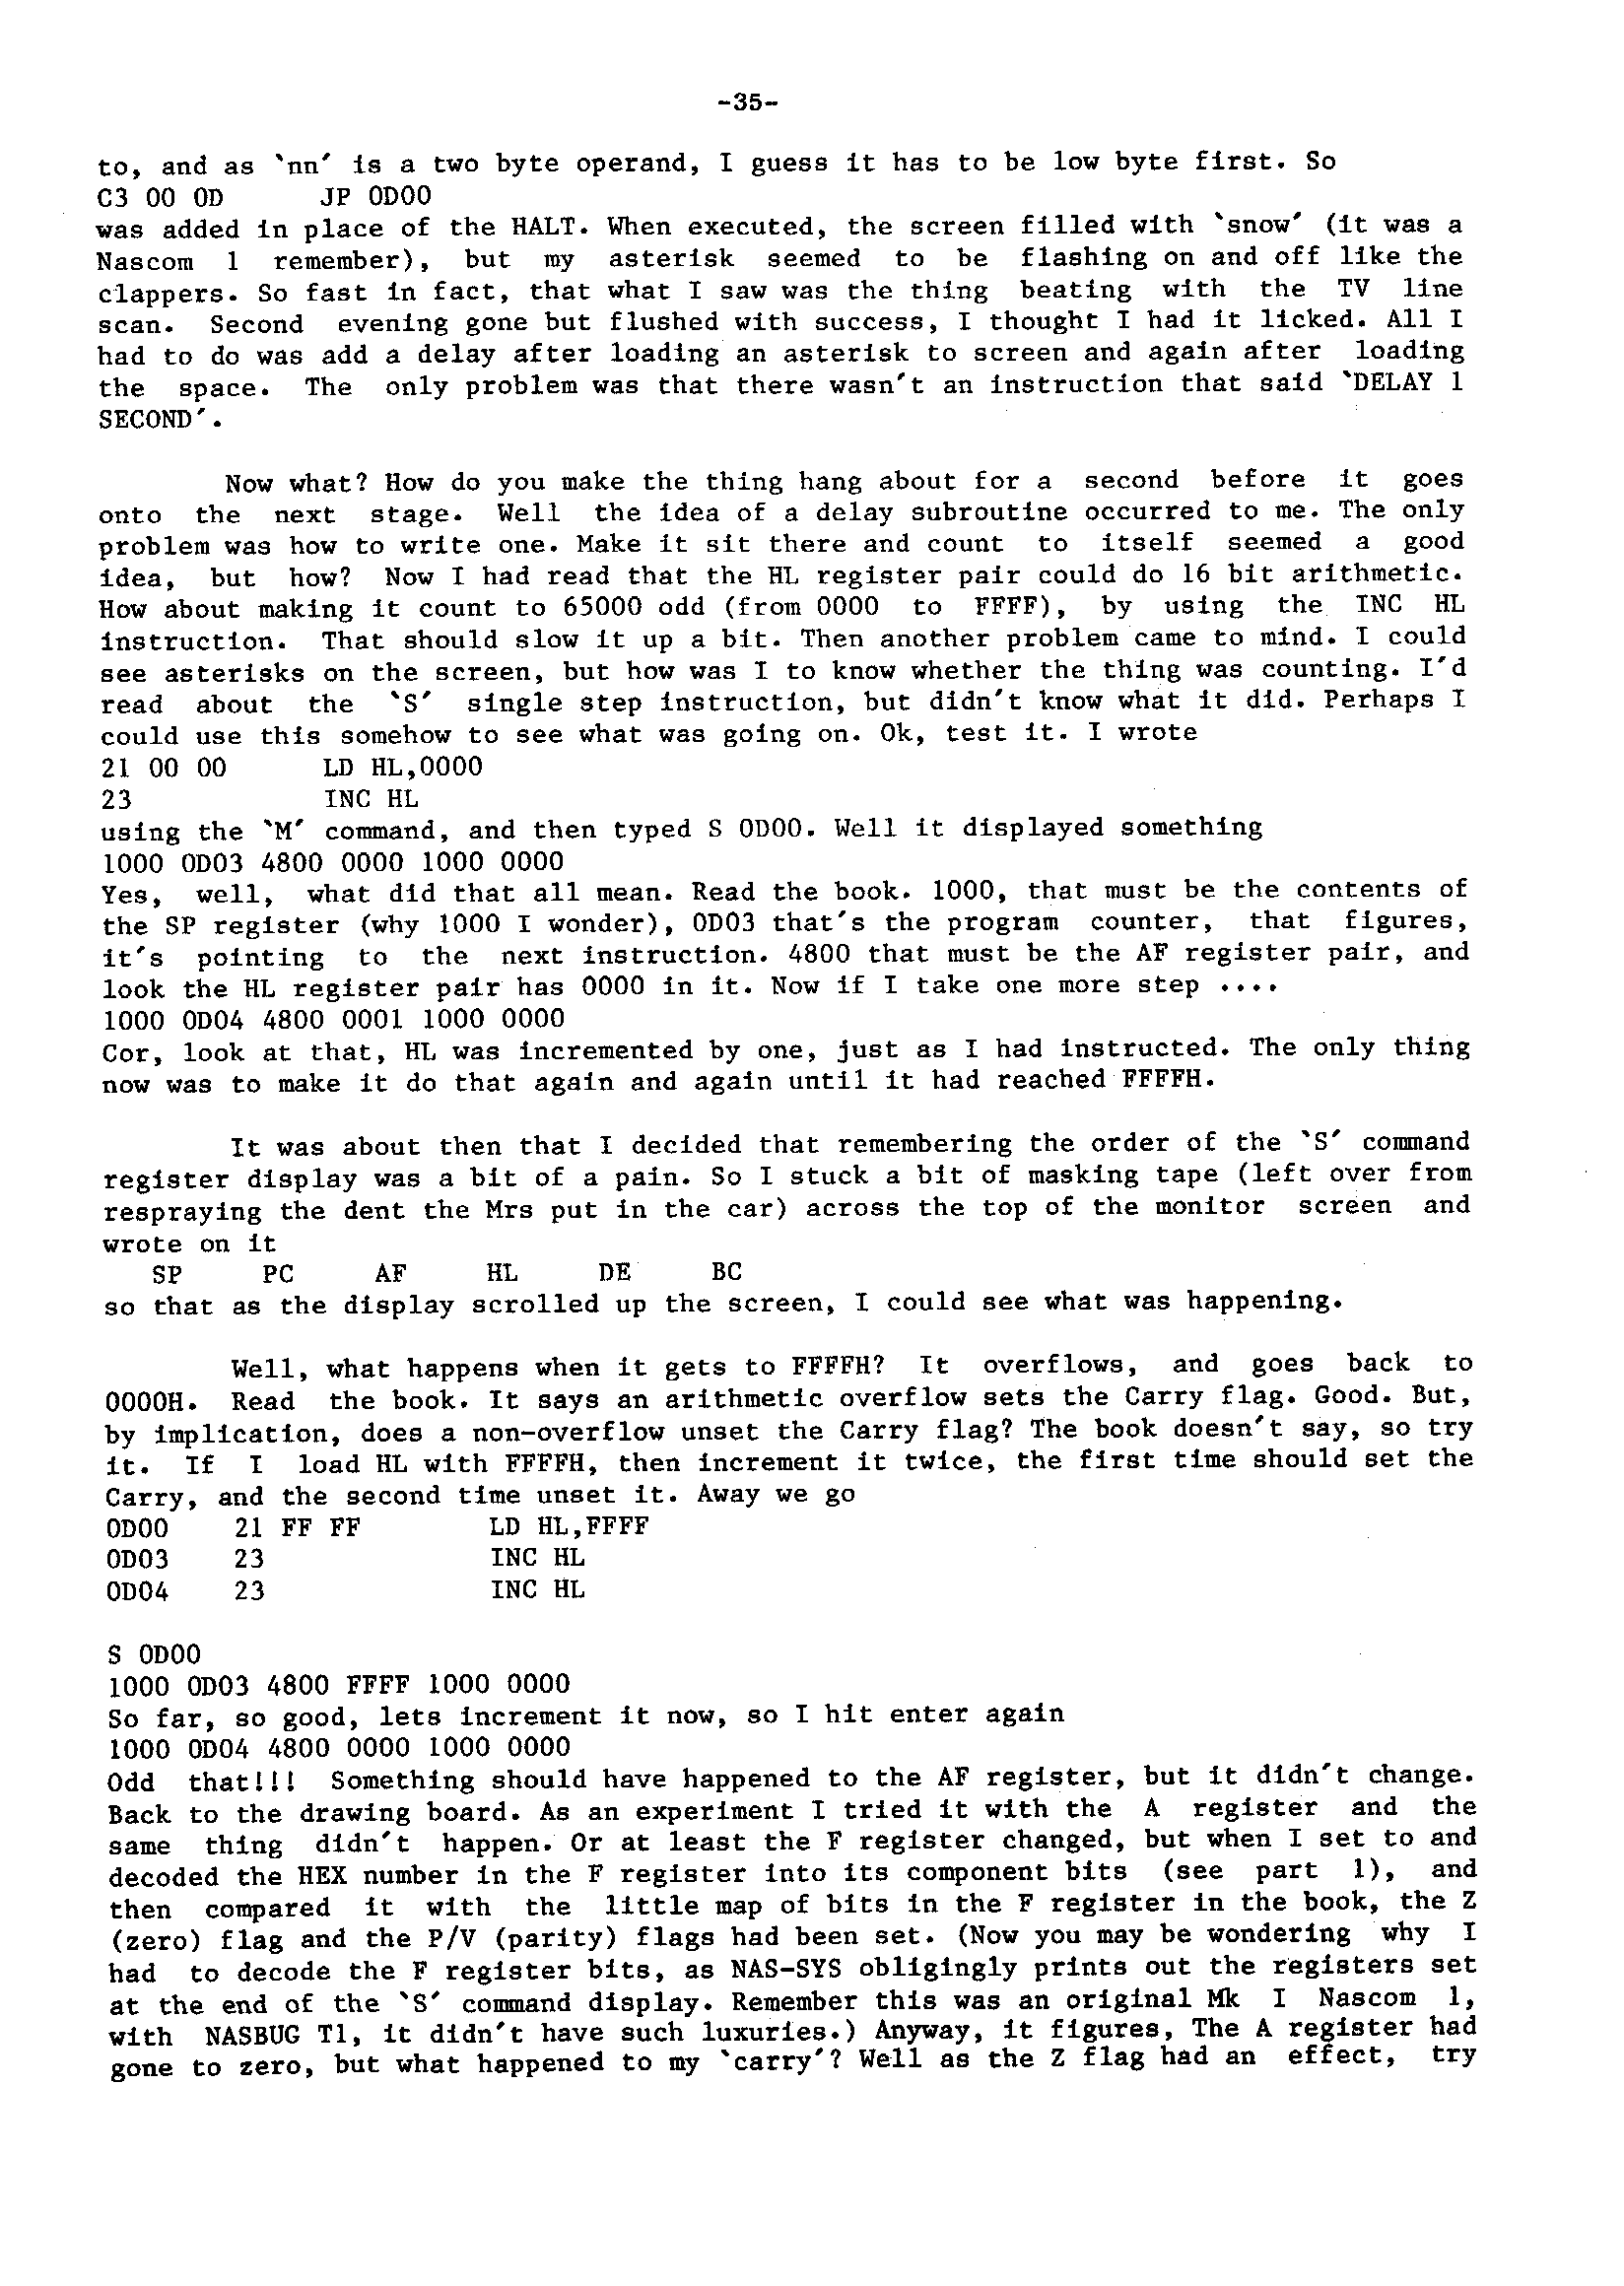 -35-
to, and as `nn' is a two byte operand, I guess it has to be low byte first. So
C3 00 0D      JP 0D00
was added in place of the HALT. When executed, the screen filled with `snow' (it was a
Nascom 1 remember), but my asterisk seemed to be flashing on and off like the
clappers. So fast in fact, that what I saw was the thing beating with the TV line
scan. Second evening gone but flushed with success, I thought I had it licked. All I
had to do was add a delay after loading an asterisk to screen and again after loading
the space. The only problem was that there wasn't an instruction that said `DELAY 1
SECOND'.
Now what? How do you make the thing hang about for a second before it goes
onto the next stage. Well the idea of a delay subroutine occurred to me. The only
problem was how to write one. Make it sit there and count to itself seemed a good
idea, but how? Now I had read that the HL register pair could do 16 bit arithmetic.
How about making it count to 65000 odd (from 0000 to FFFF), by using the INC HL
instruction. That should slow it up a bit. Then another problem came to mind. I could
see asterisks on the screen, but how was I to know whether the thing was counting. I'd
read about the `S' single step instruction, but didn't know what it did. Perhaps I
could use this somehow to see what was going on. Ok, test it. I wrote
21 00 00      LD HL,0000
23            INC HL
using the `M' command, and then typed S 0D00. Well it displayed something
1000 0D03 4800 0000 1000 0000
Yes, well, what did that all mean. Read the book. 1000, that must be the contents of
the SP register (why 1000 I wonder), 0D03 that's the program counter, that figures,
it's pointing to the next instruction. 4800 that must be the AF register pair, and
look the HL register pair has 0000 in it. Now if I take one more step ....
1000 0D04 4800 0001 1000 0000
Cor, look at that, HL was incremented by one, just as I had instructed. The only thing
now was to make it do that again and again until it had reached FFFFH.
It was about then that I decided that remembering the order of the `S' command
register display was a bit of a pain. So I stuck a bit of masking tape (left over from
respraying the dent the Mrs put in the car) across the top of the monitor screen and
wrote on it
SP     PC     AF     HL     DE     BC
so that as the display scrolled up the screen, I could see what was happening.
Well, what happens when it gets to FFFFH? It overflows, and goes back to
0000H. Read the book. It says an arithmetic overflow sets the Carry flag. Good. But,
by implication, does a non-overflow unset the Carry flag? The book doesn't say, so try
it. If I load HL with FFFFH, then increment it twice, the first time should set the
Carry, and the second time unset it. Away we go
0D00    21 FF FF        LD HL,FFFF
0D03    23              INC HL
0D04    23              INC HL
S 0D00
1000 0D03 4800 FFFF 1000 0000
So far, so good, lets increment it now, so I hit enter again
1000 0D04 4800 0000 1000 0000
Odd that!!! Something should have happened to the AF register, but it didn't change.
Back to the drawing board. As an experiment I tried it with the A register and the
same thing didn't happen. Or at least the F register changed, but when I set to and
decoded the HEX number in the F register into its component bits (see part 1), and
then compared it with the little map of bits in the F register in the book, the Z
(zero) flag and the P/V (parity) flags had been set. (Now you may be wondering why I
had to decode the F register bits, as NAS-SYS obligingly prints out the registers set
at the end of the `S' command display. Remember this was an original Mk I Nascom 1,
with NASBUG T1, it didn't have such luxuries.) Anyway, it figures, The A register had
gone to zero, but what happened to my `carry'? Well as the Z flag had an effect, try